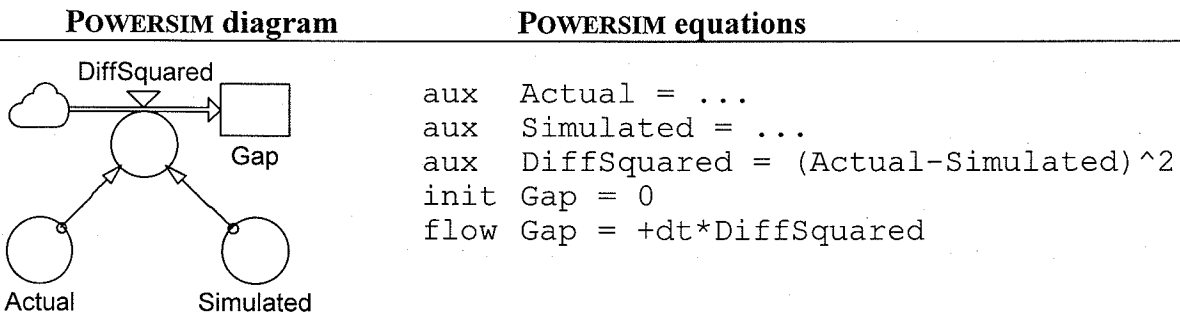 POWERSIM diagram POWERSIM equations
DiffSquared
Gap
Actual Simulated
aux Actual = ...
aux Simulated = ...
aux DiffSquared = (Actual-Simulated)^2
init Gap = 0
flow Gap = +dt*DiffSquared